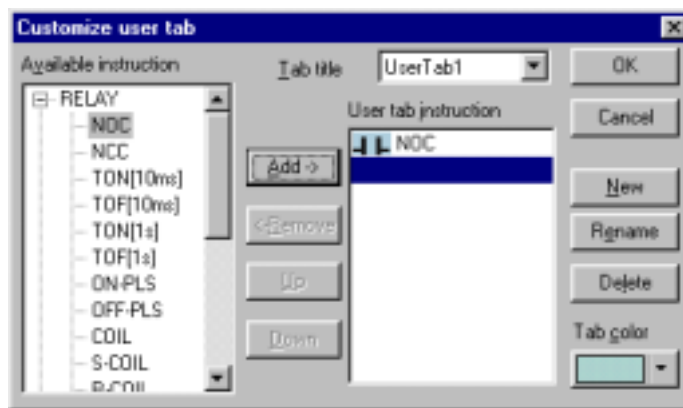 Customize user tab
Available instruction
Tab title
UserTab1
OK
User tab instruction
Cancel
RELAY
NOC
NCC
TON[10ms]
TOF[10ms]
TON[1s]
TOF[1s]
ON-PLS
OFF-PLS
COIL
S-COIL
R-COIL
Add ->
<-Remove
Up
Down
NOC
New
Rename
Delete
Tab color